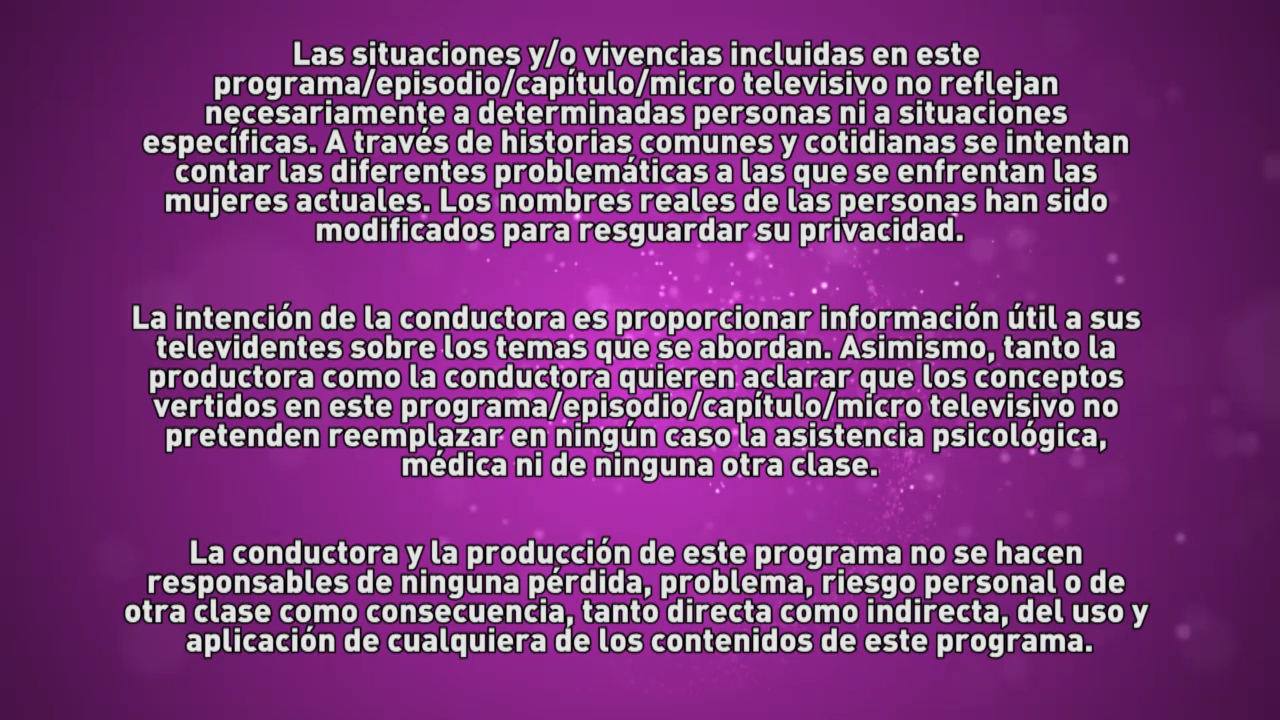 Las situaciones y/o vivencias incluidas en este
programa/episodio/capítulo/micro televisivo no reflejan
necesariamente a determinadas personas ni a situaciones
específicas. A través de historias comunes y cotidianas se intentan
contar las diferentes problemáticas a las que se enfrentan las
mujeres actuales. Los nombres reales de las personas han sido
modificados para resguardar su privacidad.
La intención de la conductora es proporcionar información útil a sus
televidentes sobre los temas que se abordan. Asimismo, tanto la
productora como la conductora quieren aclarar que los conceptos
vertidos en este programa/episodio/capítulo/micro televisivo no
pretenden reemplazar en ningún caso la asistencia psicológica,
médica ni de ninguna otra clase.
La conductora y la producción de este programa no se hacen
responsables de ninguna pérdida, problema, riesgo personal o de
otra clase como consecuencia, tanto directa como indirecta, del uso y
aplicación de cualquiera de los contenidos de este programa.